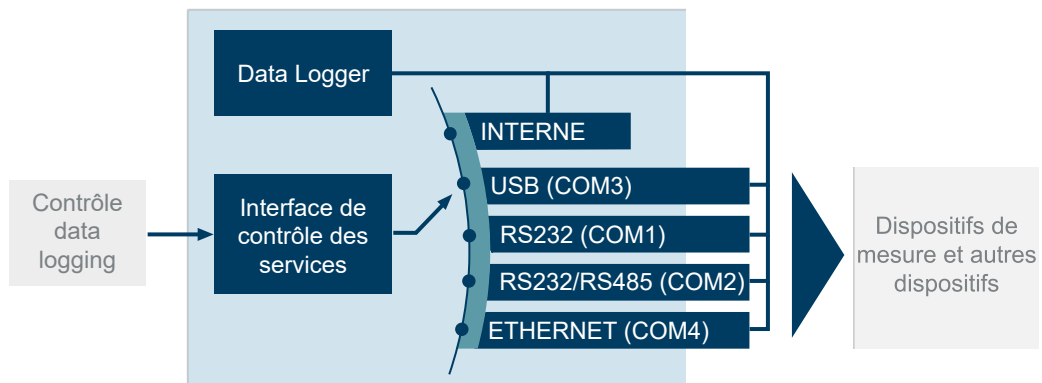 Data Logger
INTERNE
USB (COM3)
RS232 (COM1)
RS232/RS485 (COM2)
ETHERNET (COM4)
Contrôle
data
logging
Interface de
contrôle des
services
Dispositifs de
mesure et autres
dispositifs